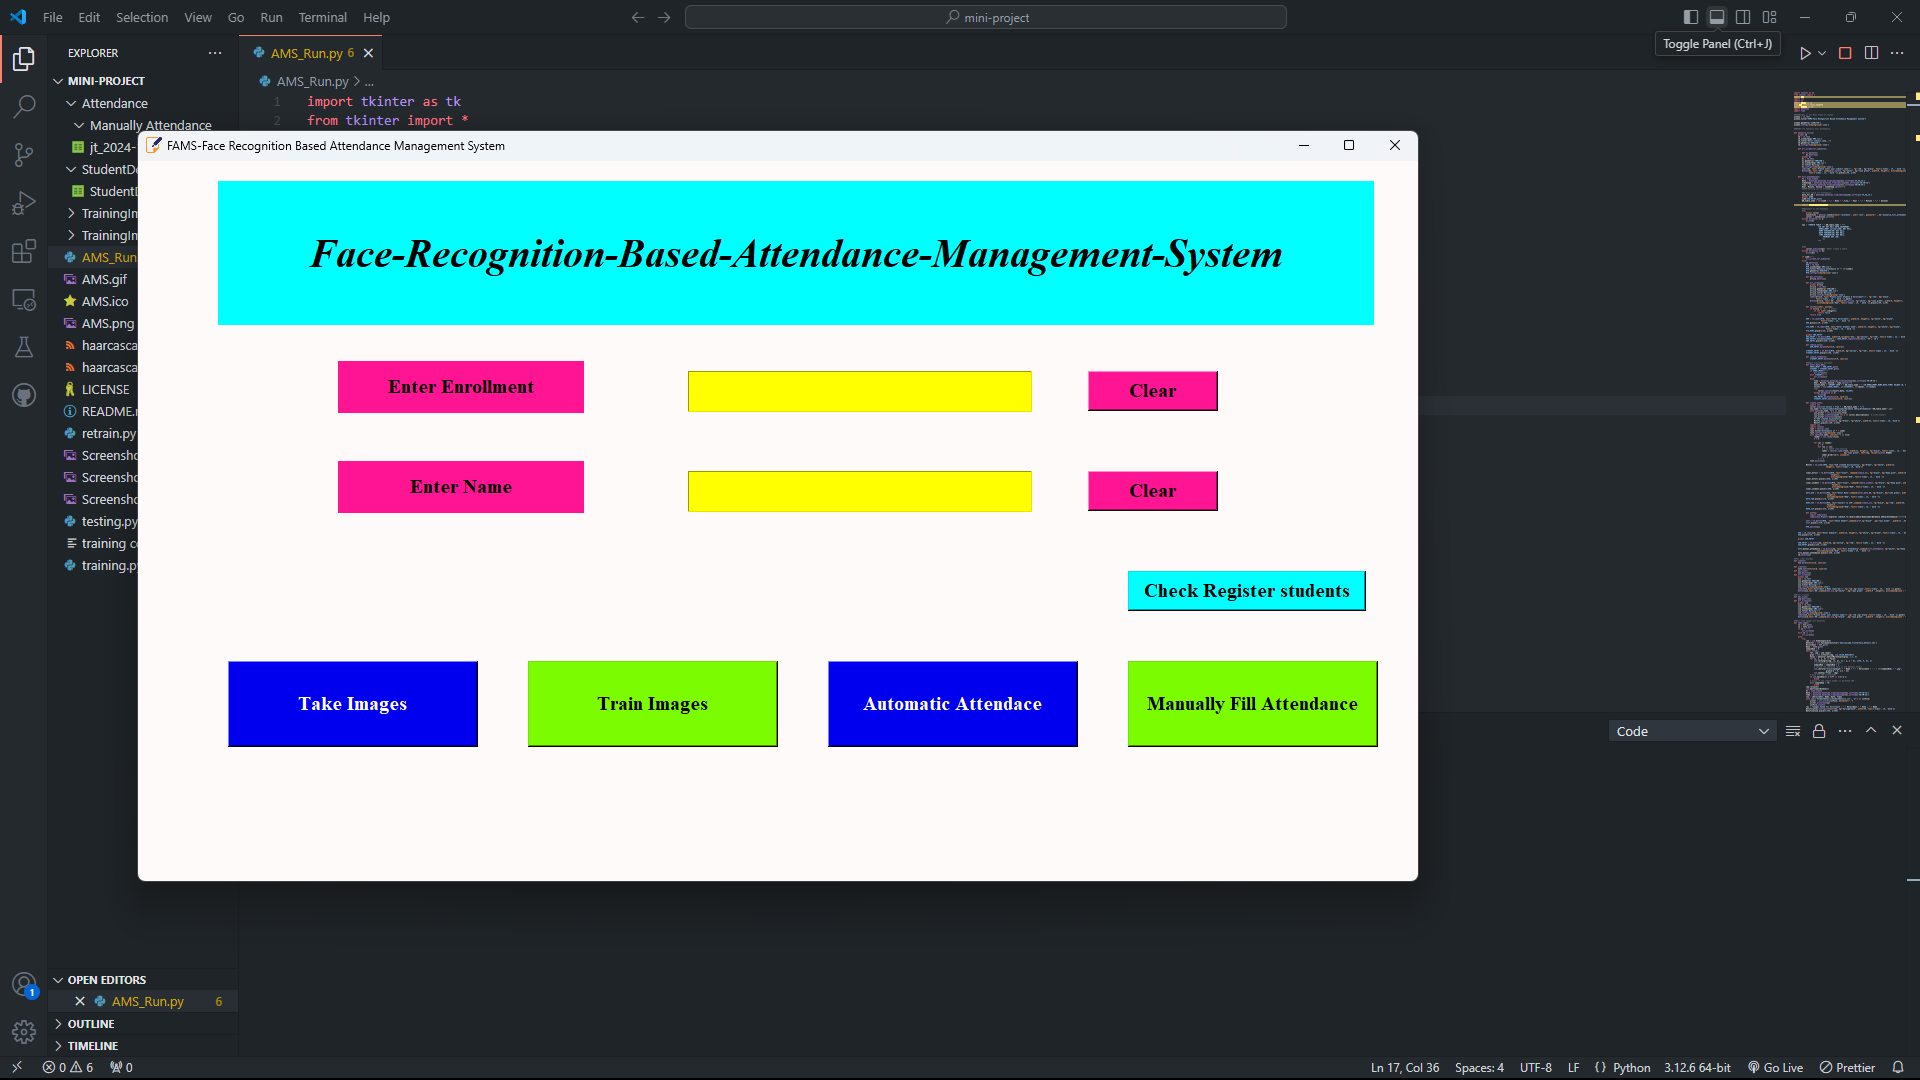 File Edit Selection View Go Run Terminal Help
mini-project
Toggle Panel (Ctrl+J)
EXPLORER
AMS_Run.py 6
MINI-PROJECT
AMS_Run.py > ...
Attendance
1 import tkinter as tk
2 from tkinter import *
Manually Attendance
jt_2024-
StudentDe
StudentD
TrainingIm
TrainingIm
AMS_Run
AMS.gif
AMS.ico
AMS.png
haarcasca
haarcasca
LICENSE
README.m
retrain.py
Screensho
Screensho
Screensho
testing.py
training co
training.py
FAMS-Face Recognition Based Attendance Management System
Face-Recognition-Based-Attendance-Management-System
Enter Enrollment
Clear
Enter Name
Clear
Check Register students
Take Images
Train Images
Automatic Attendace
Manually Fill Attendance
Code
OPEN EDITORS
AMS_Run.py 6
OUTLINE
TIMELINE
1
0 6 0
Ln 17, Col 36 Spaces: 4 UTF-8 LF {} Python 3.12.6 64-bit Go Live Prettier